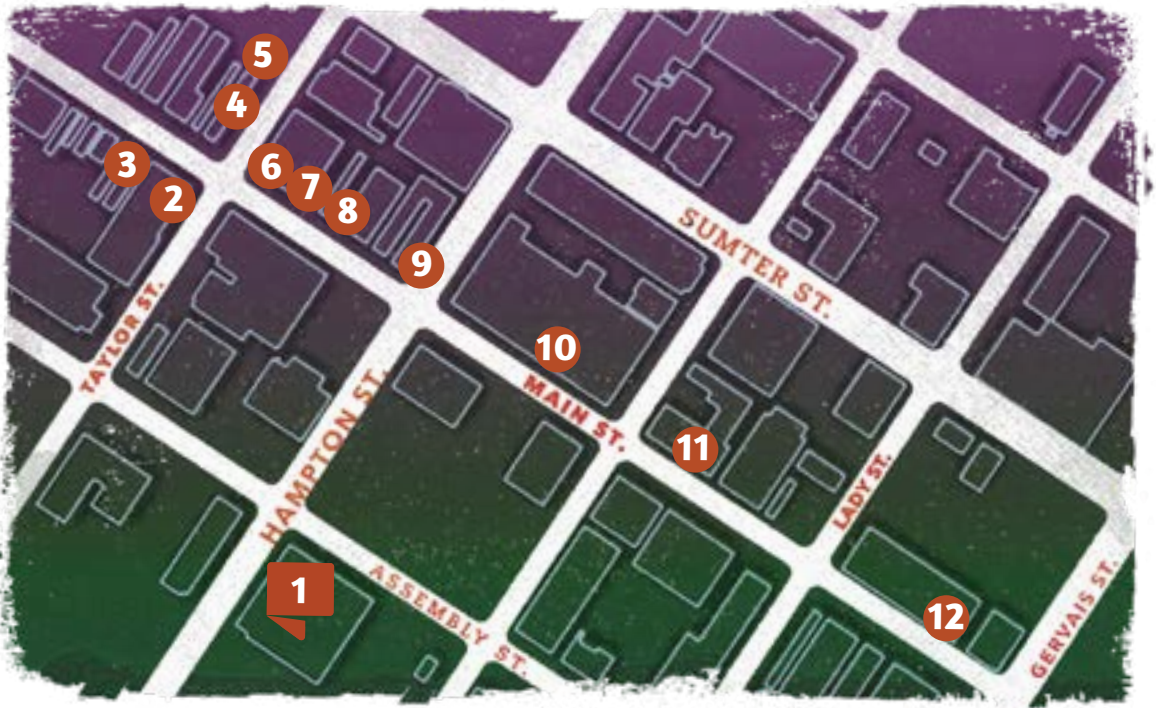 5
4
3
2
6
7
8
9
SUMTER ST.
10
TAYLOR ST.
MAIN ST.
HAMPTON ST.
11
LADY ST.
1
ASSEMBLY ST.
12
GERVAIS ST.